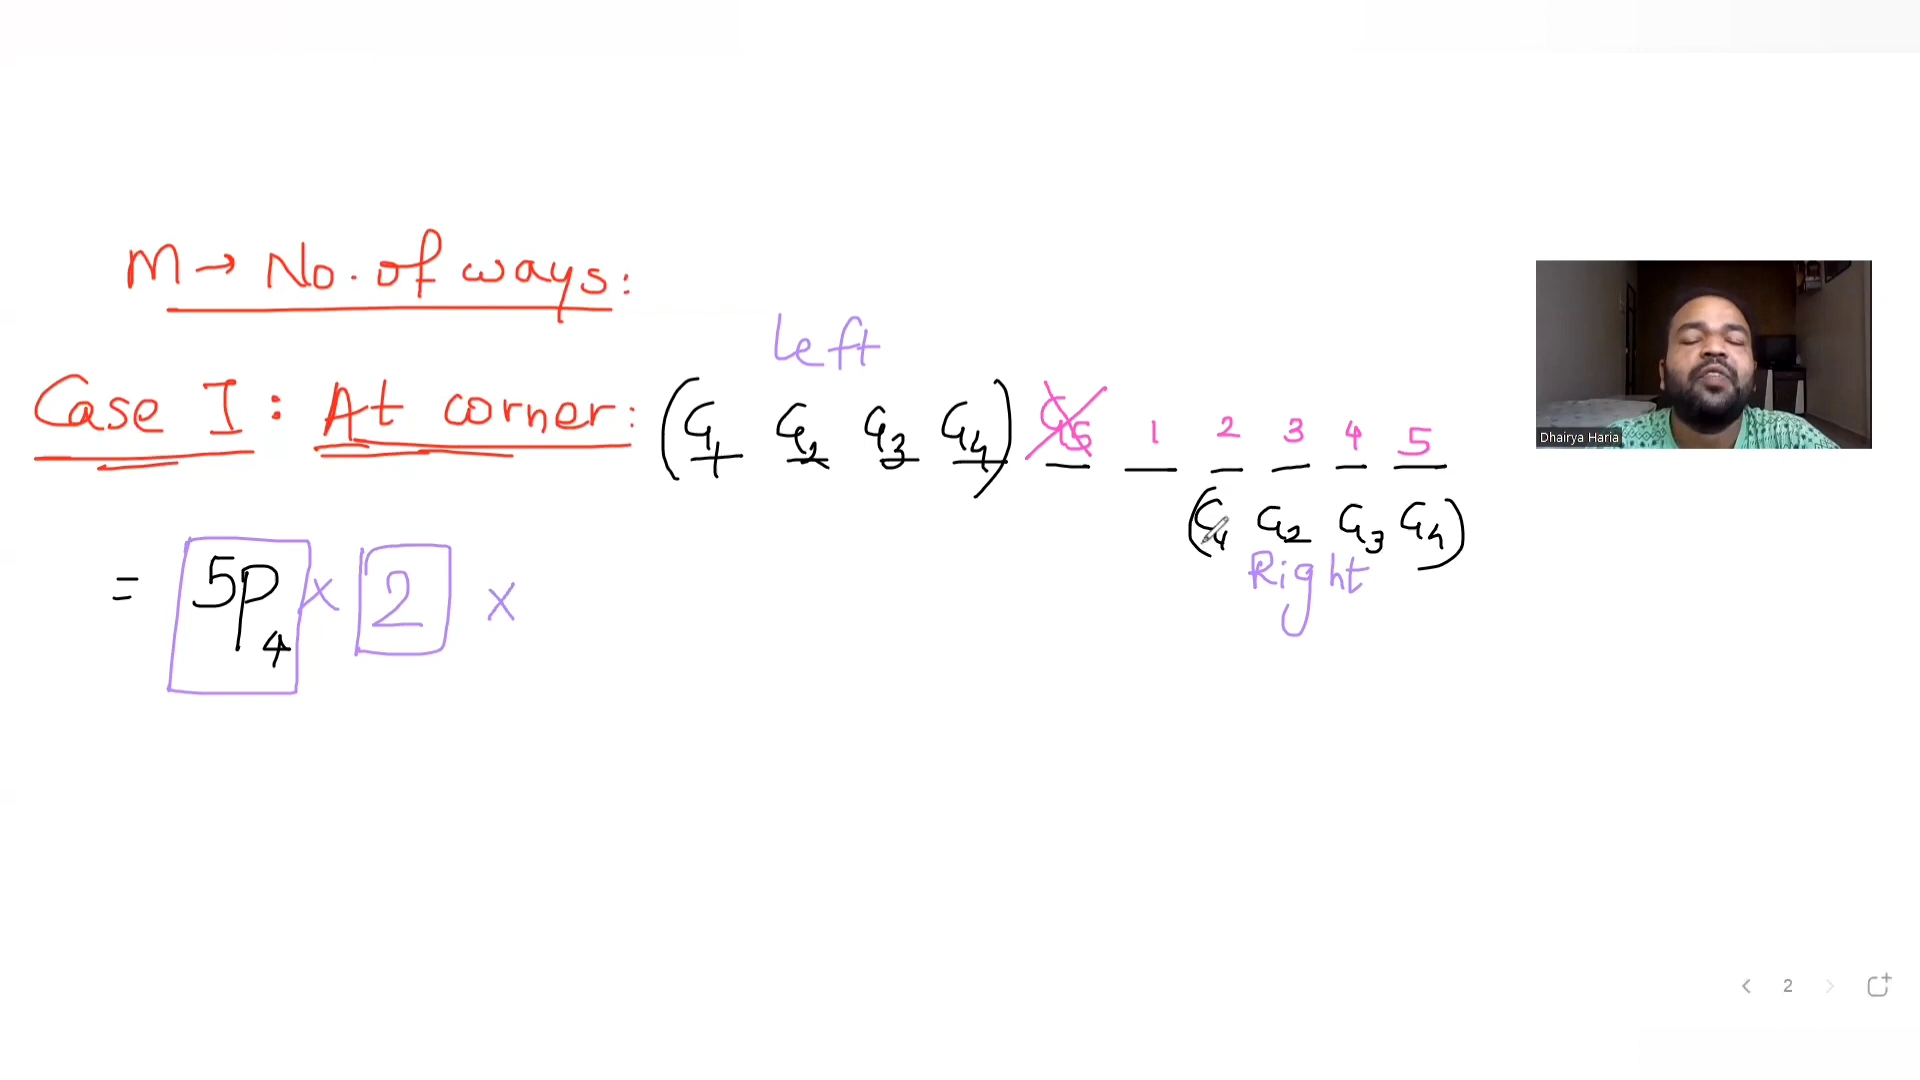 M → No. of ways:
Left
Case I: At corner: (G1 G2 G3 G4) G5 1 2 3 4 5
(G1 G2 G3 G4)
Right
= 5P4 × 2 ×
Dhairya Haria
< 2 >